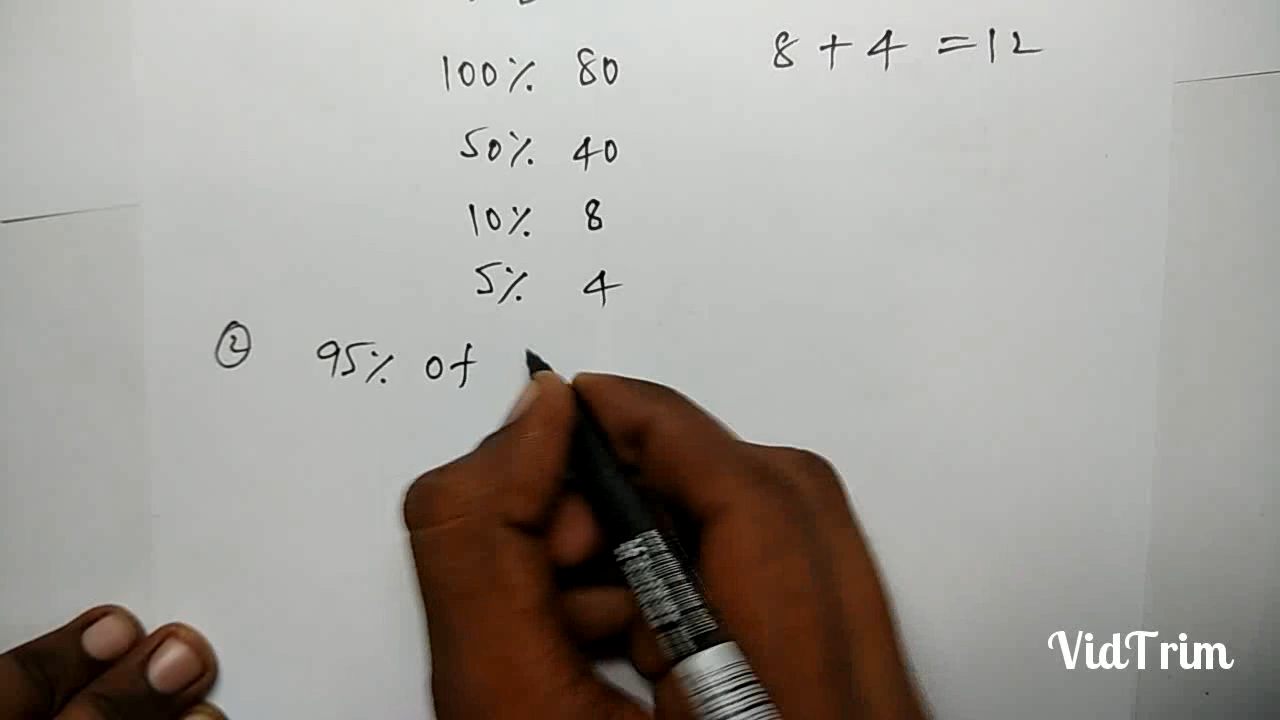 100% 80
8 + 4 = 12
50% 40
10% 8
5% 4
② 95% of
VidTrim